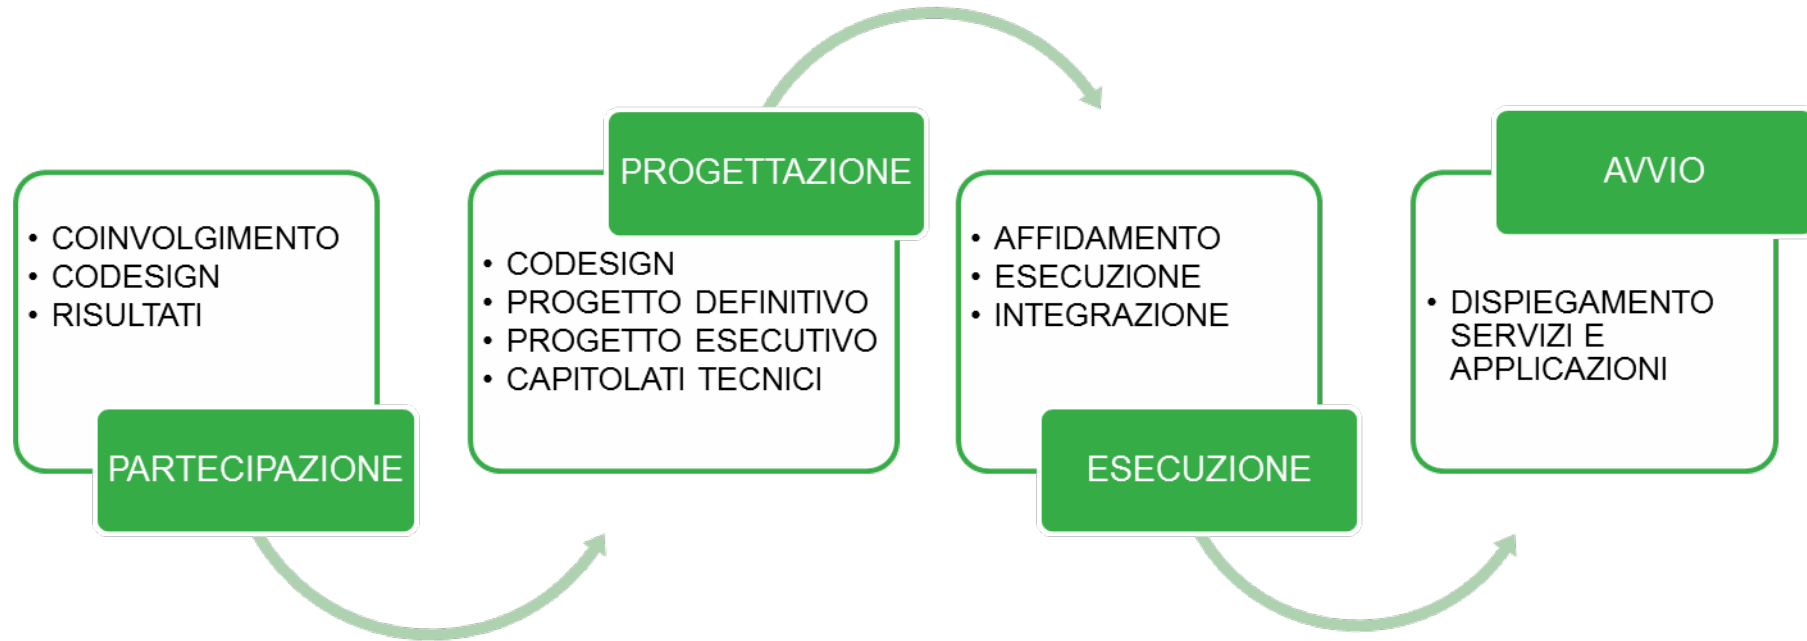 • COINVOLGIMENTO
• CODESIGN
• RISULTATI
PARTECIPAZIONE
PROGETTAZIONE
• CODESIGN
• PROGETTO DEFINITIVO
• PROGETTO ESECUTIVO
• CAPITOLATI TECNICI
• AFFIDAMENTO
• ESECUZIONE
• INTEGRAZIONE
ESECUZIONE
AVVIO
• DISPIEGAMENTO
SERVIZI E
APPLICAZIONI